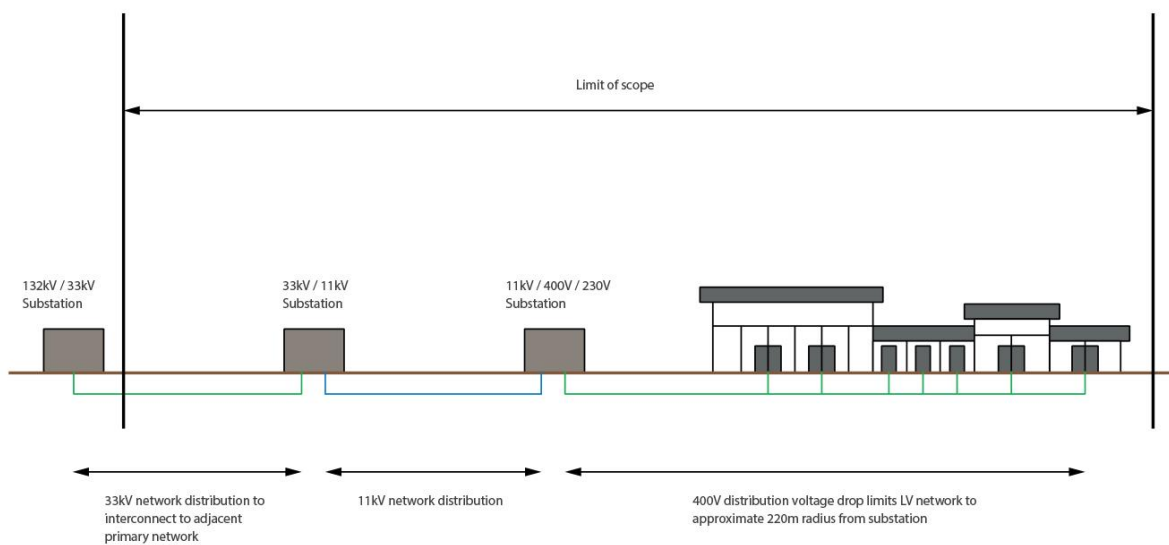 Limit of scope
132kV / 33kV
Substation
33kV / 11kV
Substation
11kV / 400V / 230V
Substation
33kV network distribution to
interconnect to adjacent
primary network
11kV network distribution
400V distribution voltage drop limits LV network to
approximate 220m radius from substation